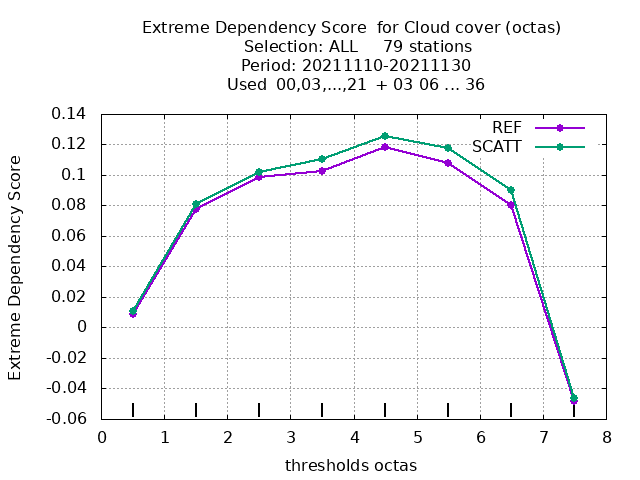 Extreme Dependency Score  for Cloud cover (octas)
Selection: ALL     79 stations
Period: 20211110-20211130
Used  00,03,...,21  + 03 06 ... 36
0.14
0.12
0.1
0.08
0.06
0.04
0.02
0
-0.02
-0.04
-0.06
Extreme Dependency Score
REF
SCATT
0 1 2 3 4 5 6 7 8
thresholds octas